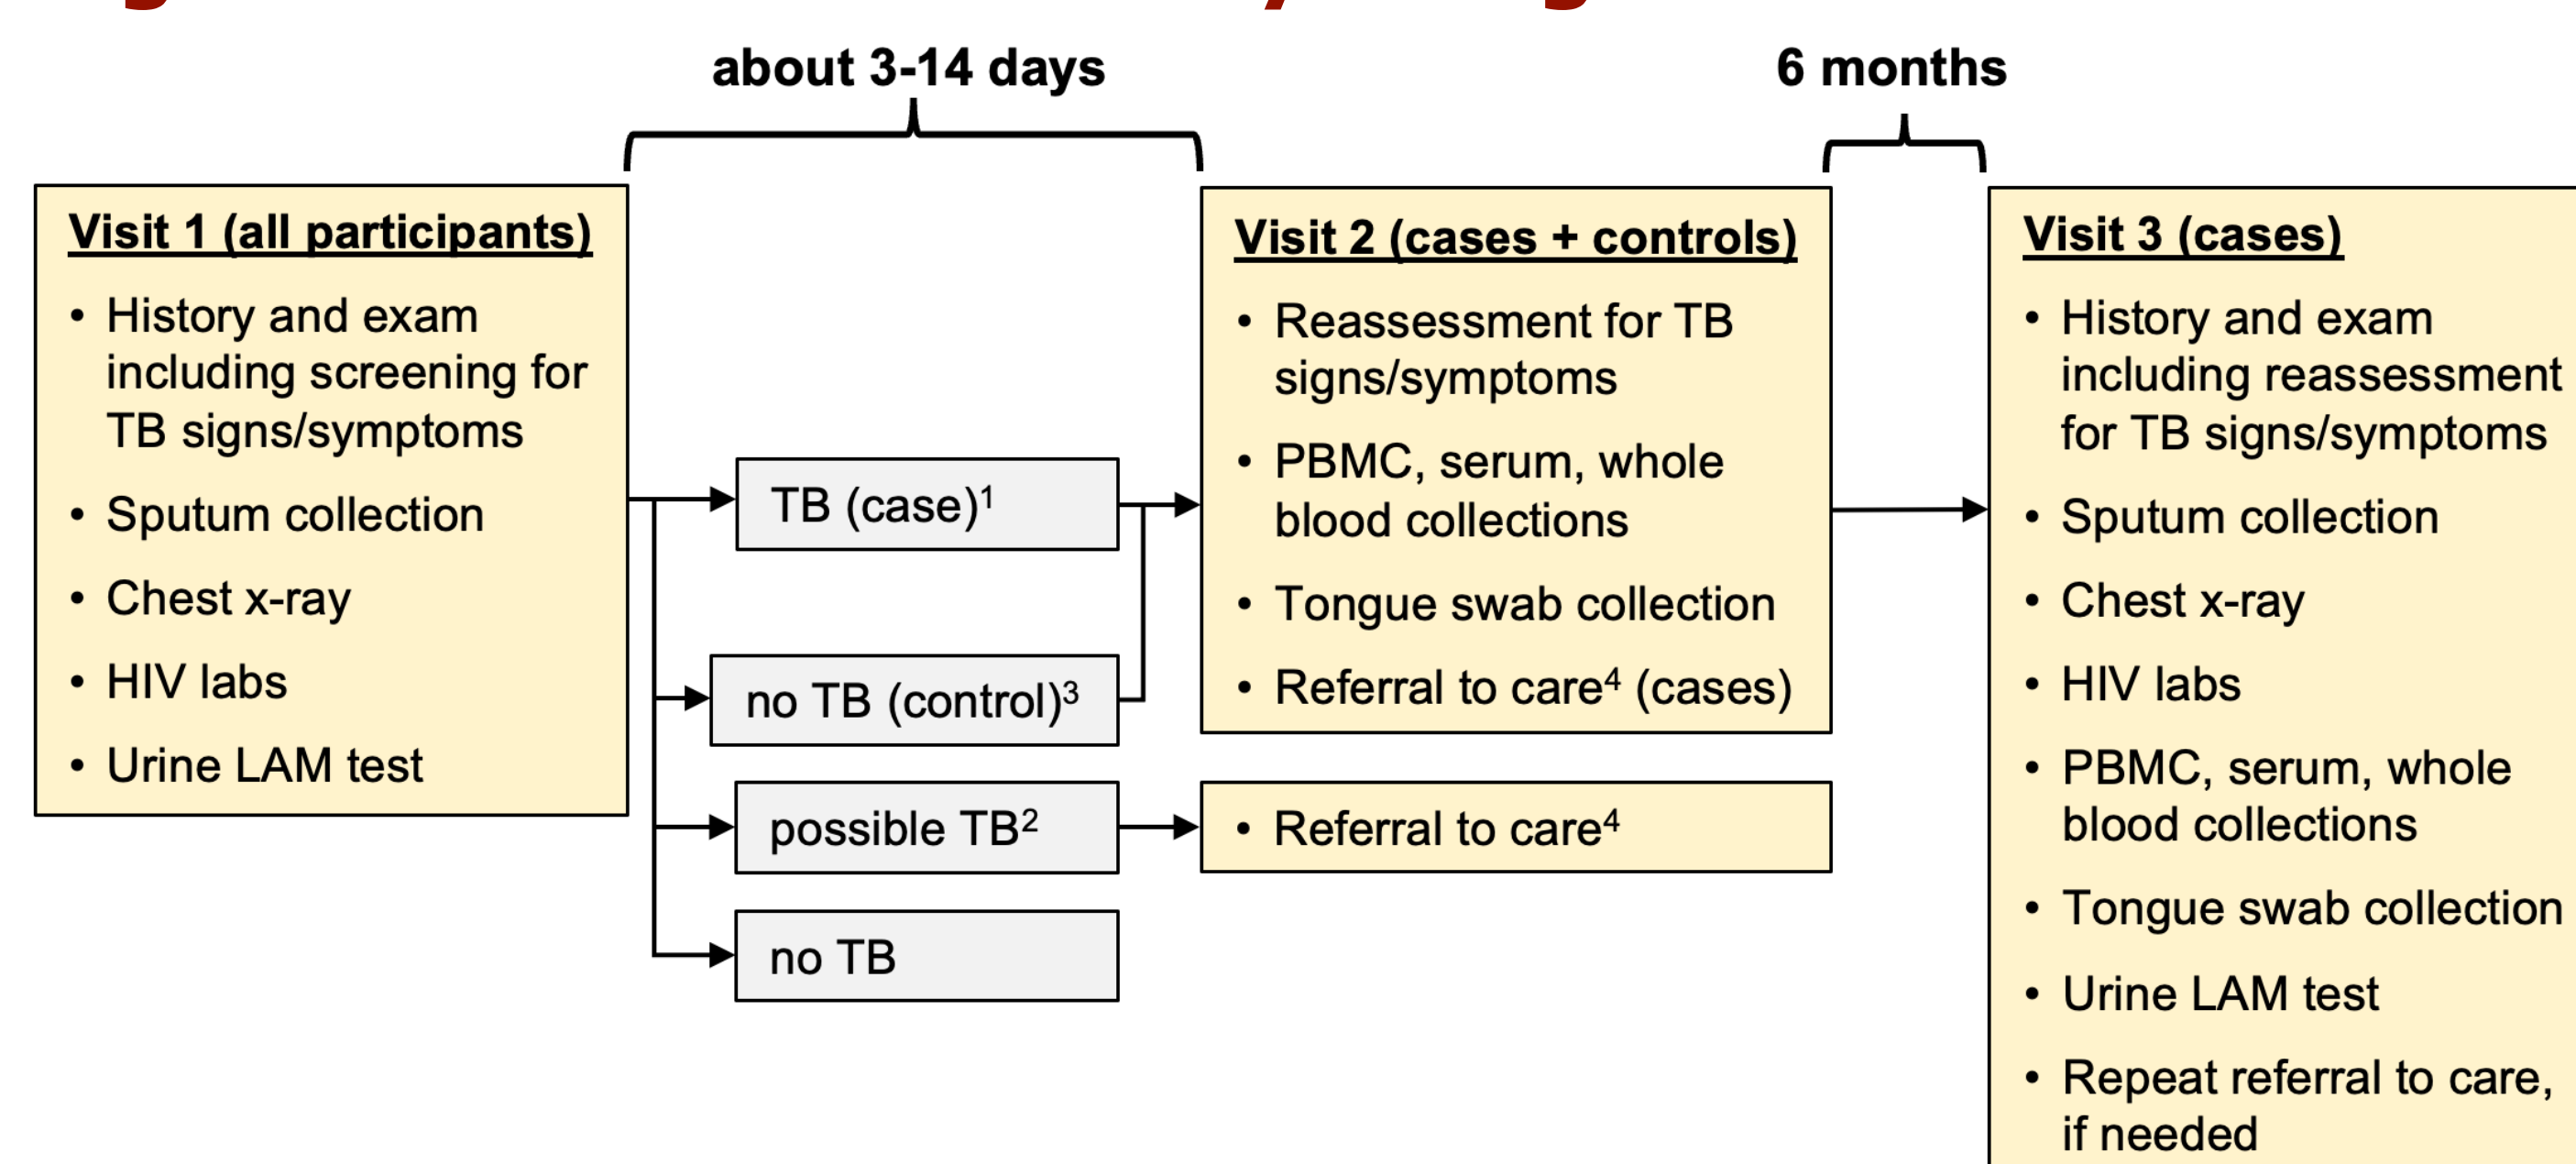 about 3-14 days
6 months
Visit 1 (all participants)
• History and exam
including screening for
TB signs/symptoms
• Sputum collection
• Chest x-ray
• HIV labs
• Urine LAM test
TB (case)¹
no TB (control)³
possible TB²
no TB
Visit 2 (cases + controls)
• Reassessment for TB
signs/symptoms
• PBMC, serum, whole
blood collections
• Tongue swab collection
• Referral to care⁴ (cases)
• Referral to care⁴
Visit 3 (cases)
• History and exam
including reassessment
for TB signs/symptoms
• Sputum collection
• Chest x-ray
• HIV labs
• PBMC, serum, whole
blood collections
• Tongue swab collection
• Urine LAM test
• Repeat referral to care,
if needed